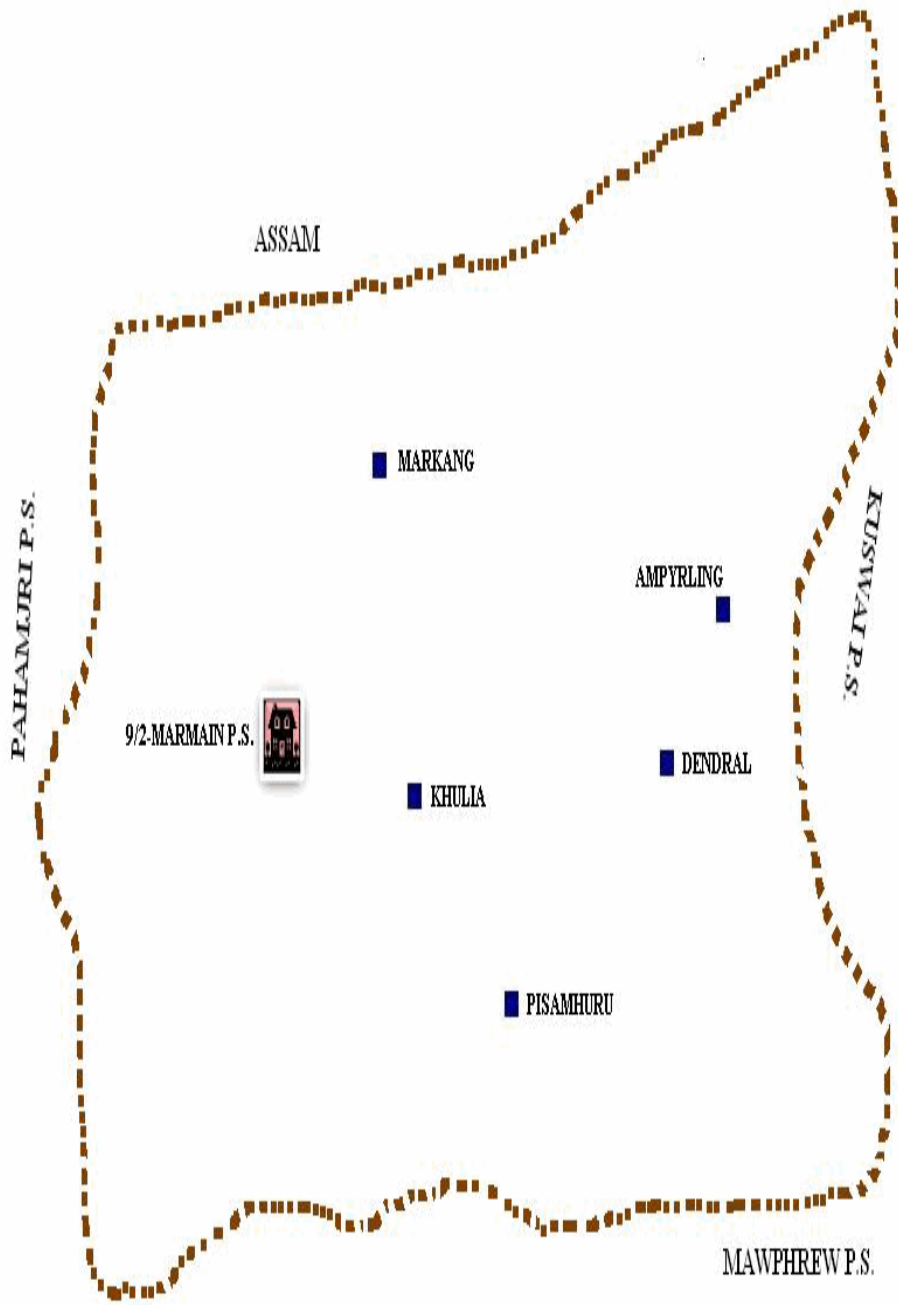 ASSAM
MARKANG
PAHAMJRI P.S.
KUSWAI P.S.
AMPYRLING
9/2-MARMAIN P.S.
DENDRAL
KHULIA
PISAMHURU
MAWPHREW P.S.